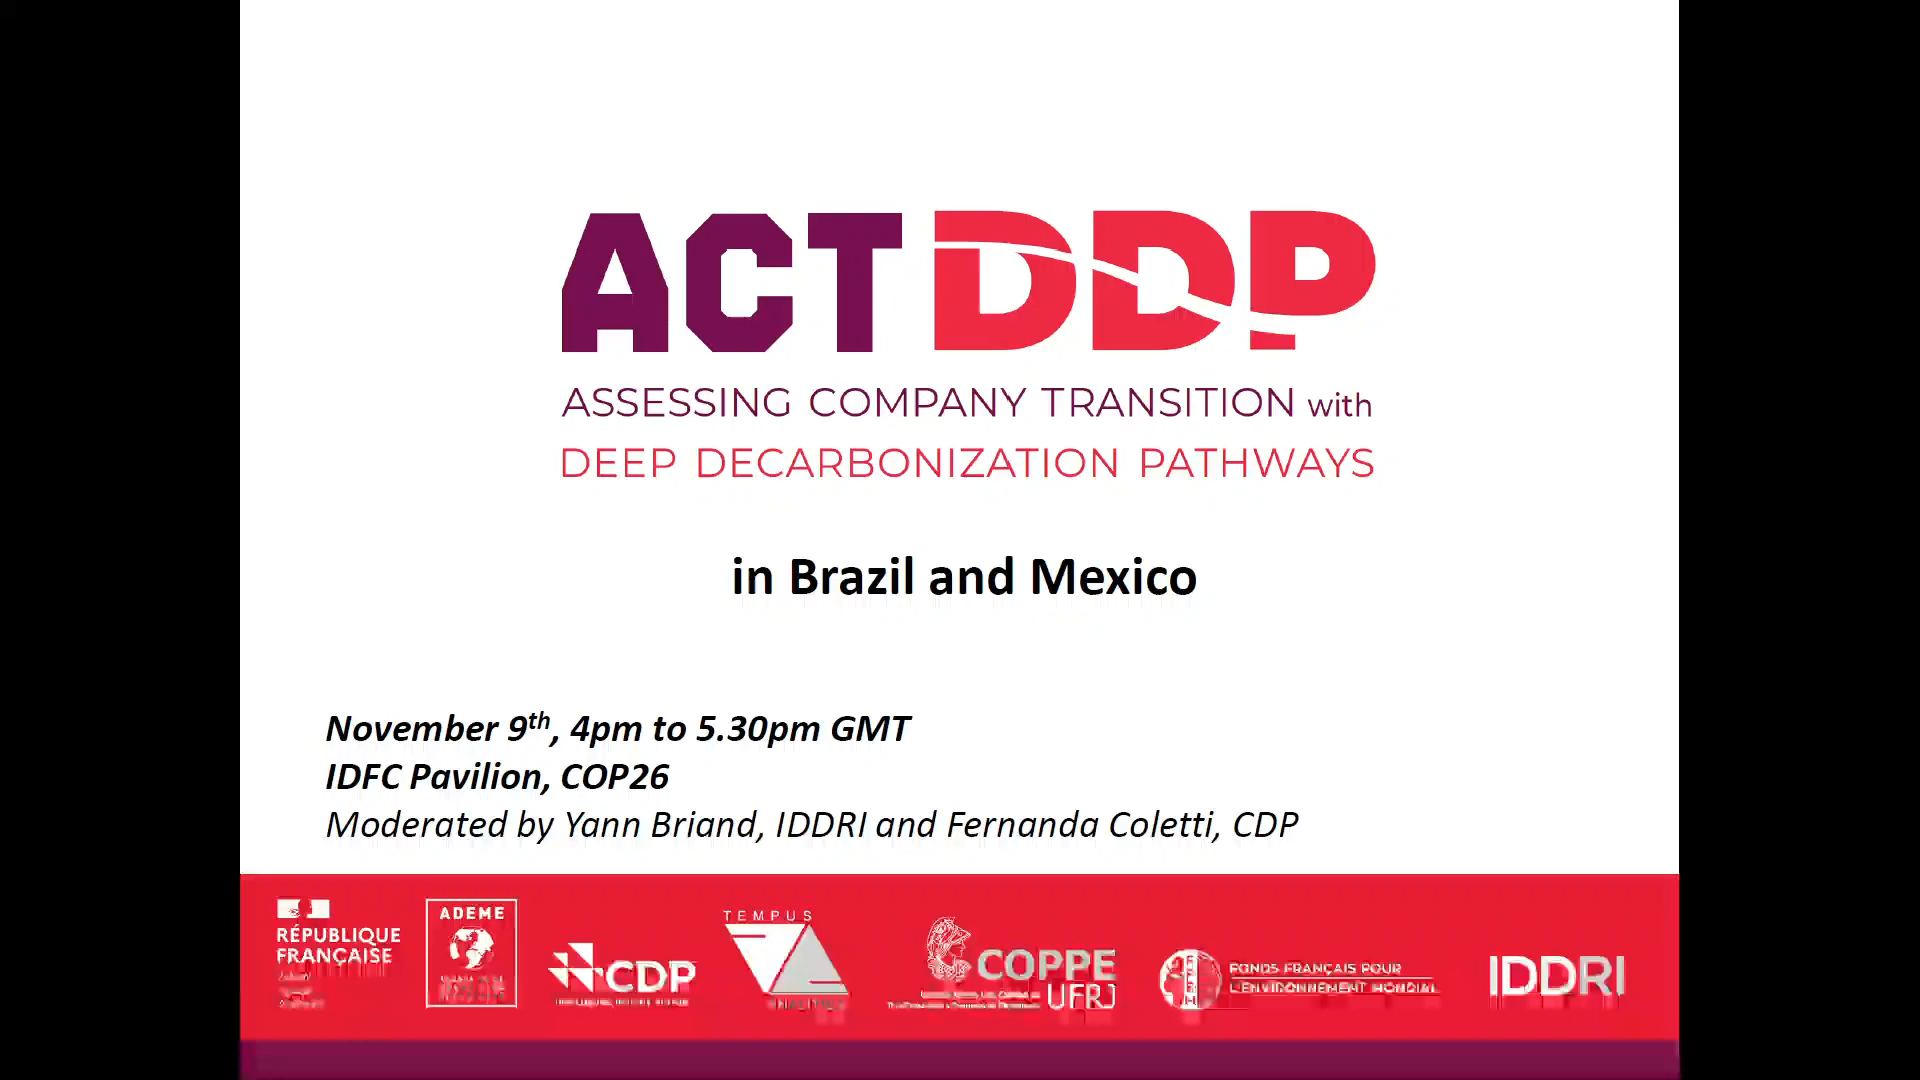 ACT DDP
ASSESSING COMPANY TRANSITION with
DEEP DECARBONIZATION PATHWAYS
in Brazil and Mexico
November 9th, 4pm to 5.30pm GMT
IDFC Pavilion, COP26
Moderated by Yann Briand, IDDRI and Fernanda Coletti, CDP
RÉPUBLIQUE
FRANÇAISE
ADEME
CDP
TEMPUS
COPPE
UFRJ
FONDS FRANÇAIS POUR
L'ENVIRONNEMENT MONDIAL
IDDRI